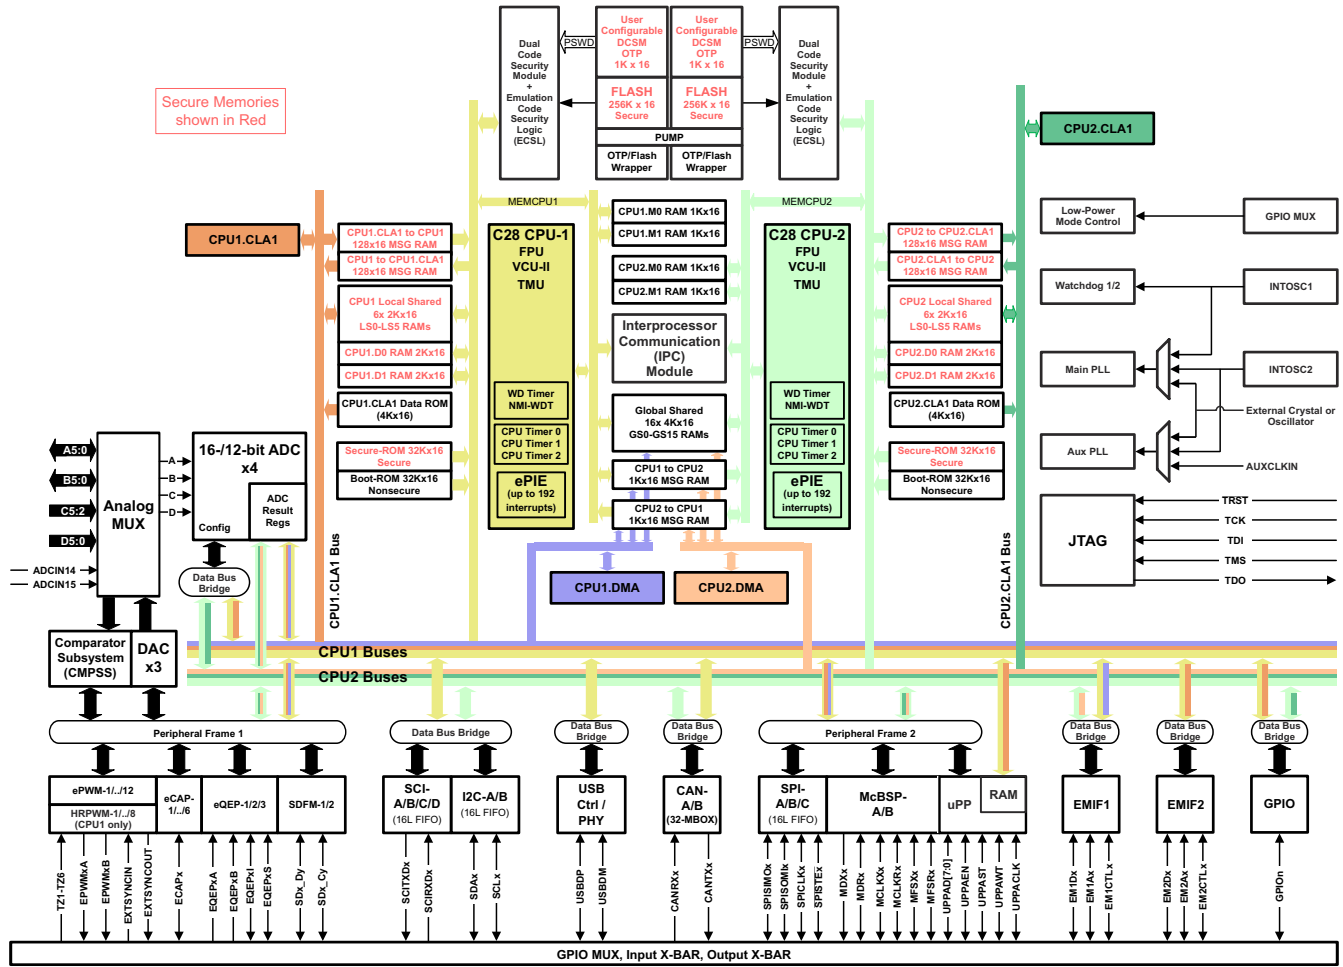 Dual
Code
Security
Module
+
Emulation
Code
Security
Logic
(ECSL)
PSWD
User
Configurable
DCSM
OTP
1K x 16
User
Configurable
DCSM
OTP
1K x 16
PSWD
Dual
Code
Security
Module
+
Emulation
Code
Security
Logic
(ECSL)
FLASH
256K x 16
Secure
FLASH
256K x 16
Secure
PUMP
OTP/Flash
Wrapper
OTP/Flash
Wrapper
Secure Memories
shown in Red
CPU2.CLA1
MEMCPU1
MEMCPU2
CPU1.CLA1
CPU1.CLA1 to CPU1
128x16 MSG RAM
CPU1 to CPU1.CLA1
128x16 MSG RAM
CPU1 Local Shared
6x 2Kx16
LS0-LS5 RAMs
CPU1.D0 RAM 2Kx16
CPU1.D1 RAM 2Kx16
CPU1.CLA1 Data ROM
(4Kx16)
Secure-ROM 32Kx16
Secure
Boot-ROM 32Kx16
Nonsecure
C28 CPU-1
FPU
VCU-II
TMU
WD Timer
NMI-WDT
CPU Timer 0
CPU Timer 1
CPU Timer 2
ePIE
(up to 192
interrupts)
CPU1.M0 RAM 1Kx16
CPU1.M1 RAM 1Kx16
CPU2.M0 RAM 1Kx16
CPU2.M1 RAM 1Kx16
Interprocessor
Communication
(IPC)
Module
Global Shared
16x 4Kx16
GS0-GS15 RAMs
CPU1 to CPU2
1Kx16 MSG RAM
CPU2 to CPU1
1Kx16 MSG RAM
C28 CPU-2
FPU
VCU-II
TMU
WD Timer
NMI-WDT
CPU Timer 0
CPU Timer 1
CPU Timer 2
ePIE
(up to 192
interrupts)
CPU2 to CPU2.CLA1
128x16 MSG RAM
CPU2.CLA1 to CPU2
128x16 MSG RAM
CPU2 Local Shared
6x 2Kx16
LS0-LS5 RAMs
CPU2.D0 RAM 2Kx16
CPU2.D1 RAM 2Kx16
CPU2.CLA1 Data ROM
(4Kx16)
Secure-ROM 32Kx16
Secure
Boot-ROM 32Kx16
Nonsecure
Low-Power
Mode Control
GPIO MUX
Watchdog 1/2
INTOSC1
Main PLL
INTOSC2
External Crystal or
Oscillator
Aux PLL
AUXCLKIN
JTAG
TRST
TCK
TDI
TMS
TDO
A5:0
B5:0
C5:2
D5:0
ADCIN14
ADCIN15
Analog
MUX
A
B
C
D
16-/12-bit ADC
x4
ADC
Result
Regs
Config
Data Bus
Bridge
CPU1.CLA1 Bus
CPU2.CLA1 Bus
CPU1.DMA
CPU2.DMA
Comparator
Subsystem
(CMPSS)
DAC
x3
CPU1 Buses
CPU2 Buses
Peripheral Frame 1
Data Bus Bridge
Data Bus
Bridge
Data Bus
Bridge
Peripheral Frame 2
Data Bus
Bridge
Data Bus
Bridge
Data Bus
Bridge
ePWM-1/../12
HRPWM-1/../8
(CPU1 only)
eCAP-
1/../6
eQEP-1/2/3
SDFM-1/2
SCI-
A/B/C/D
(16L FIFO)
I2C-A/B
(16L FIFO)
USB
Ctrl /
PHY
CAN-
A/B
(32-MBOX)
SPI-
A/B/C
(16L FIFO)
McBSP-
A/B
uPP
RAM
EMIF1
EMIF2
GPIO
TZ1-TZ6
EPWMxA
EPWMxB
EXTSYNCIN
EXTSYNCOUT
ECAPx
EQEPxA
EQEPxB
EQEPxI
EQEPxS
SDx_Dy
SDx_Cy
SCITXDx
SCIRXDx
SDAx
SCLx
USBDP
USBDM
CANRXx
CANTXx
SPISIMOx
SPISOMIx
SPICLKx
SPISTEx
MDXx
MDRx
MCLKXx
MCLKRx
MFSXx
MFSRx
UPPAD[7:0]
UPPAEN
UPPAST
UPPAWT
UPPACLK
EM1Dx
EM1Ax
EM1CTLx
EM2Dx
EM2Ax
EM2CTLx
GPIOn
GPIO MUX, Input X-BAR, Output X-BAR